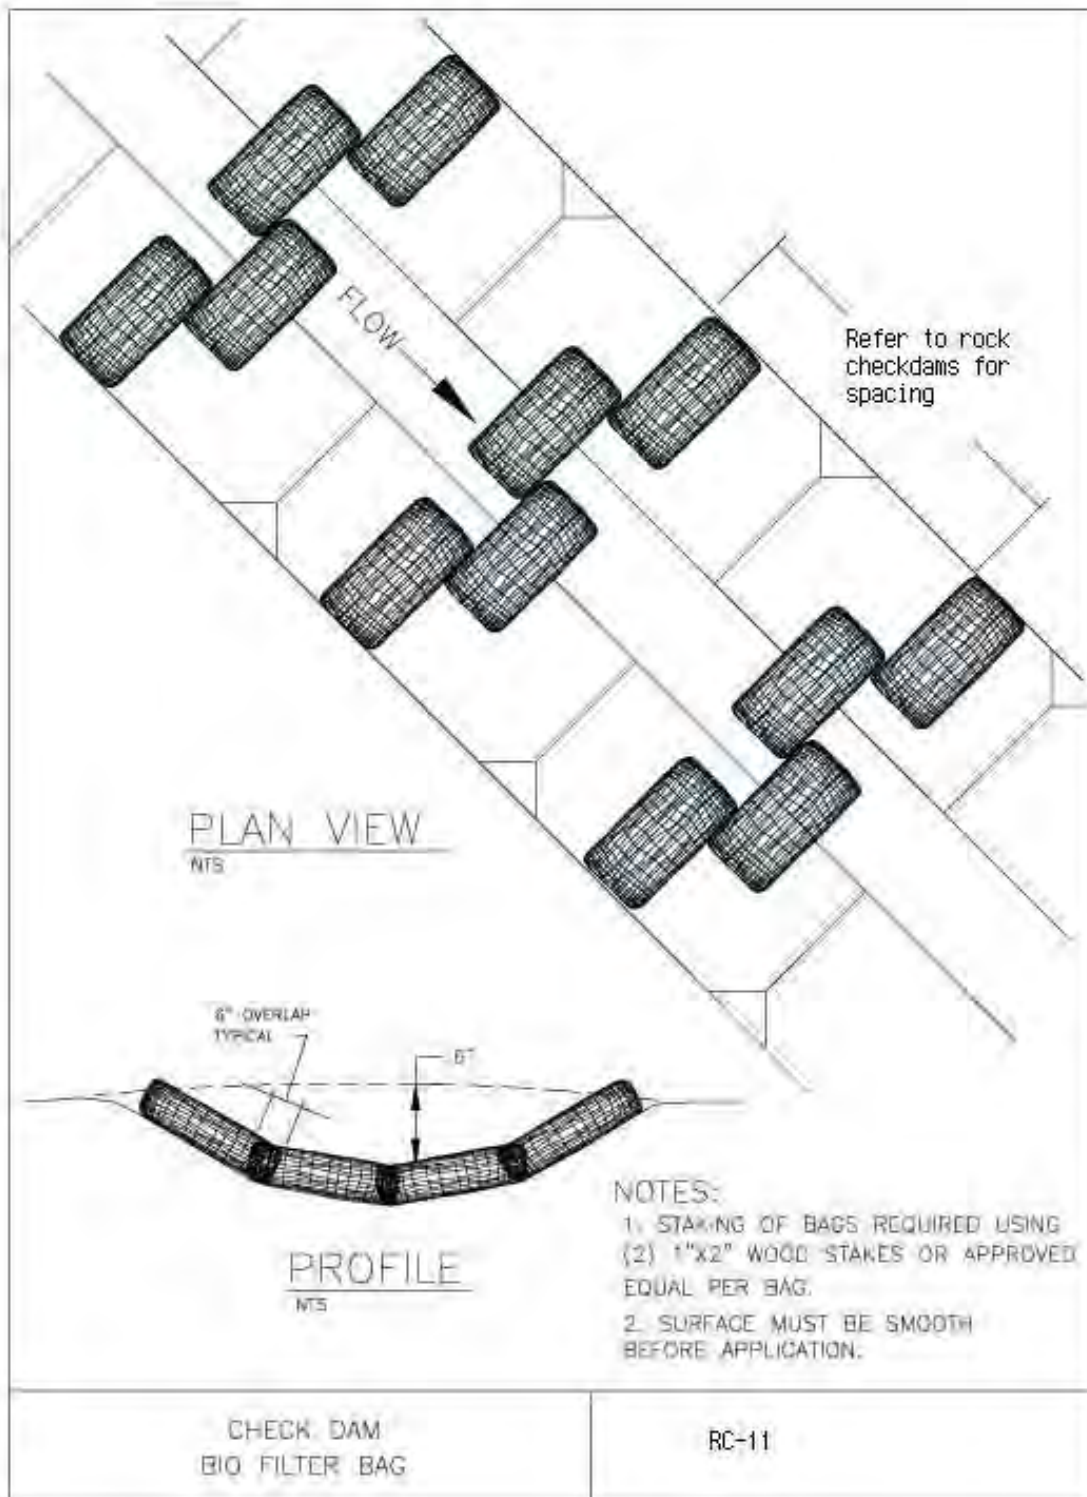 FLOW
Refer to rock
checkdams for
spacing
PLAN VIEW
NTS
6" OVERLAP
TYPICAL
6"
PROFILE
NTS
NOTES:
1. STAKING OF BAGS REQUIRED USING
(2) 1"X2" WOOD STAKES OR APPROVED
EQUAL PER BAG.
2. SURFACE MUST BE SMOOTH
BEFORE APPLICATION.
CHECK DAM
BIO FILTER BAG
RC-11